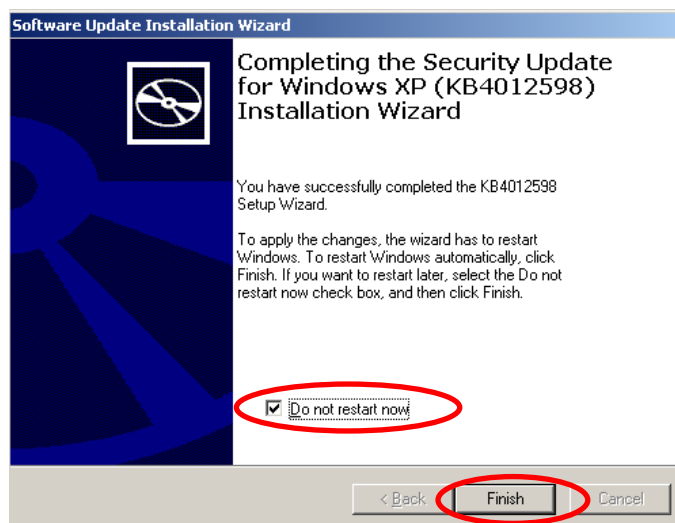 Software Update Installation Wizard
Completing the Security Update
for Windows XP (KB4012598)
Installation Wizard
You have successfully completed the KB4012598
Setup Wizard.
To apply the changes, the wizard has to restart
Windows. To restart Windows automatically, click
Finish. If you want to restart later, select the Do not
restart now check box, and then click Finish.
Do not restart now
< Back Finish Cancel